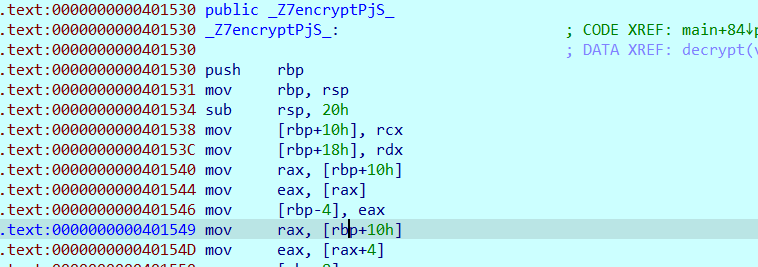 .text:0000000000401530 public _Z7encryptPjS_
.text:0000000000401530 _Z7encryptPjS_: ; CODE XREF: main+84↓p
.text:0000000000401530 ; DATA XREF: decrypt(v
.text:0000000000401530 push rbp
.text:0000000000401531 mov rbp, rsp
.text:0000000000401534 sub rsp, 20h
.text:0000000000401538 mov [rbp+10h], rcx
.text:000000000040153C mov [rbp+18h], rdx
.text:0000000000401540 mov rax, [rbp+10h]
.text:0000000000401544 mov eax, [rax]
.text:0000000000401546 mov [rbp-4], eax
.text:0000000000401549 mov rax, [rbp+10h]
.text:000000000040154D mov eax, [rax+4]